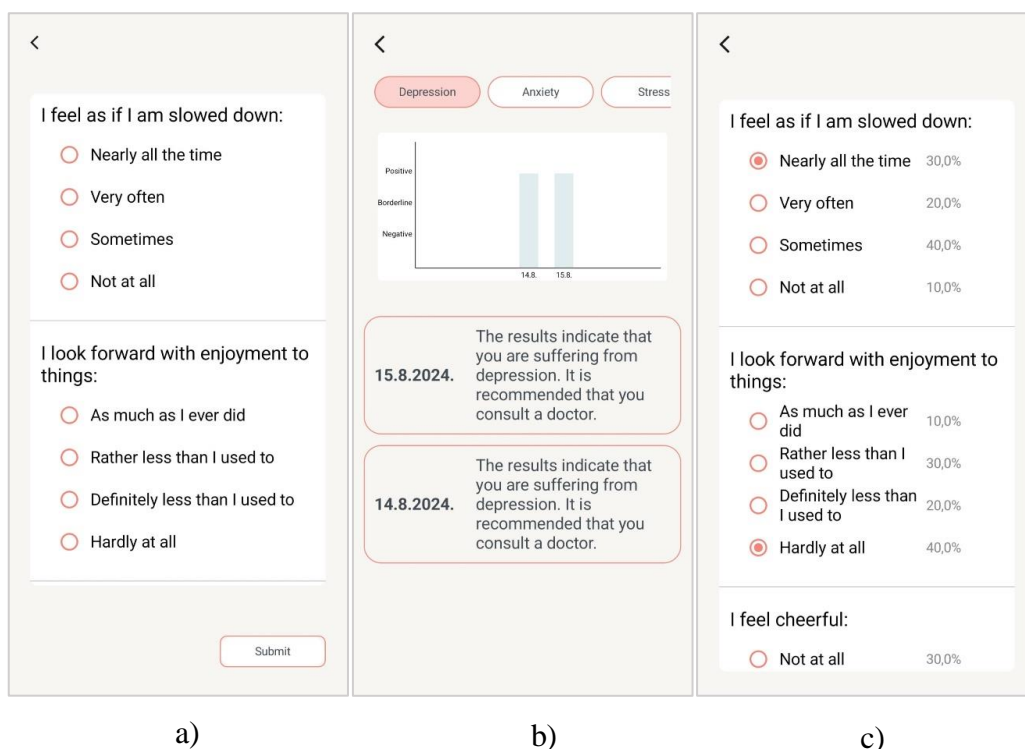 I feel as if I am slowed down:
Nearly all the time
Very often
Sometimes
Not at all
I look forward with enjoyment to
things:
As much as I ever did
Rather less than I used to
Definitely less than I used to
Hardly at all
Submit
a)
Depression
Anxiety
Stress
Positive
Borderline
Negative
14.8.
15.8.
15.8.2024.
The results indicate that
you are suffering from
depression. It is
recommended that you
consult a doctor.
14.8.2024.
The results indicate that
you are suffering from
depression. It is
recommended that you
consult a doctor.
b)
I feel as if I am slowed down:
Nearly all the time 30,0%
Very often 20,0%
Sometimes 40,0%
Not at all 10,0%
I look forward with enjoyment to
things:
As much as I ever
did
10,0%
Rather less than I
used to
30,0%
Definitely less than
I used to
20,0%
Hardly at all 40,0%
I feel cheerful:
Not at all 30,0%
c)